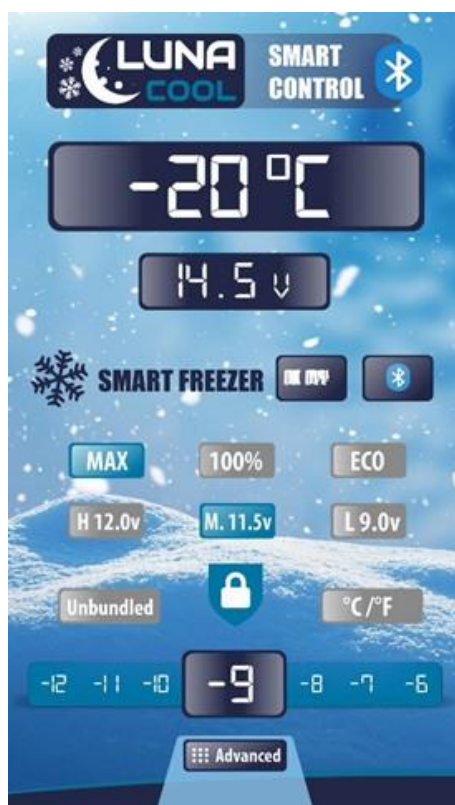 LUNA
COOL
SMART
CONTROL
-20°C
14.5 v
SMART FREEZER
MAX 100% ECO
H 12.0v M. 11.5v L 9.0v
Unbundled °C/°F
-12 -11 -10 -9 -8 -7 -6
Advanced